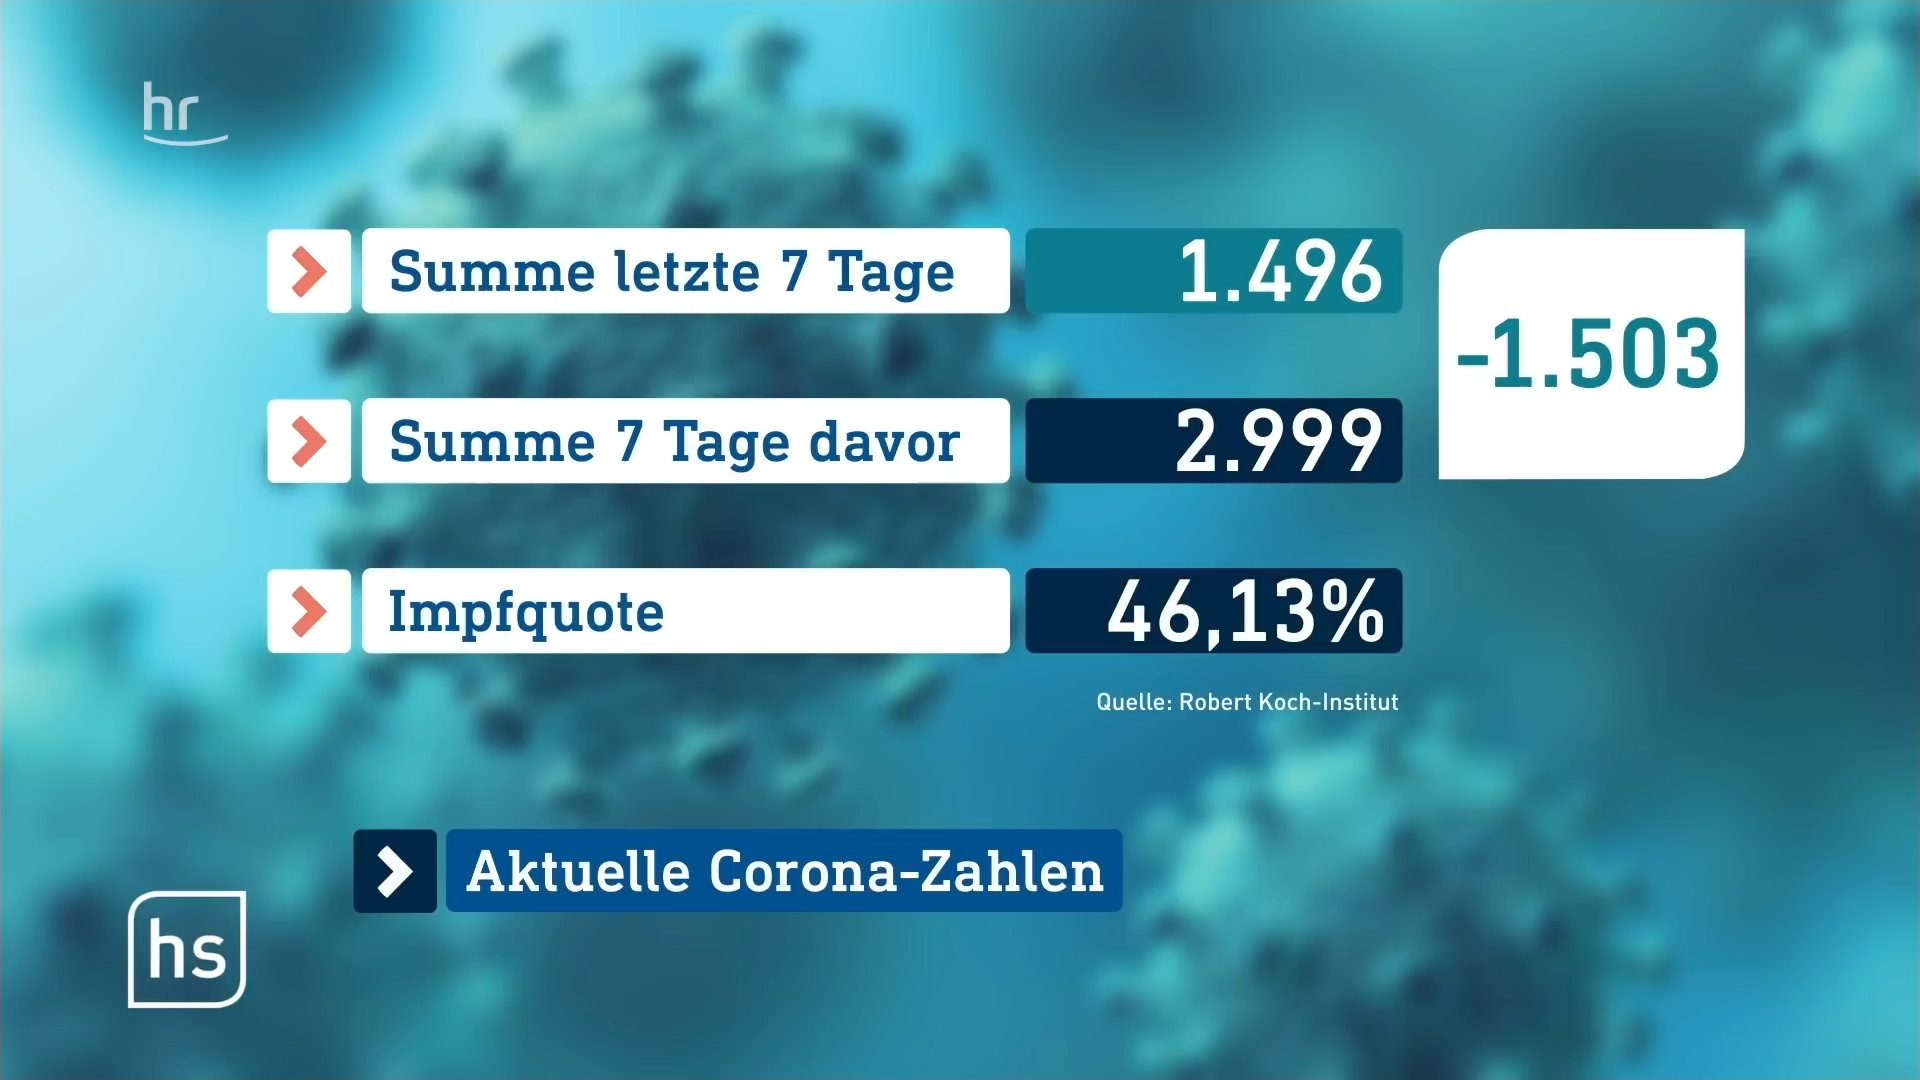 hr
Summe letzte 7 Tage 1.496
-1.503
Summe 7 Tage davor 2.999
Impfquote 46,13%
Quelle: Robert Koch-Institut
Aktuelle Corona-Zahlen
hs